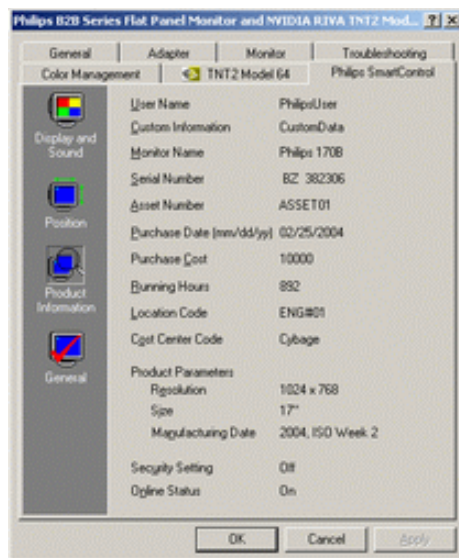 Philips B2B Series Flat Panel Monitor and NVIDIA RIVA TNT2 Mod... ? ×
General Adapter Monitor Troubleshooting
Color Management TNT2 Model 64 Philips SmartControl
Display and Sound
Position
Product Information
General
User Name PhilipsUser
Custom Information CustomData
Monitor Name Philips 170B
Serial Number BZ 382306
Asset Number ASSET01
Purchase Date (mm/dd/yy) 02/25/2004
Purchase Cost 10000
Running Hours 892
Location Code ENG#01
Cost Center Code Cybage
Product Parameters
Resolution 1024 x 768
Size 17"
Manufacturing Date 2004, ISO Week 2
Security Setting Off
Online Status On
OK Cancel Apply